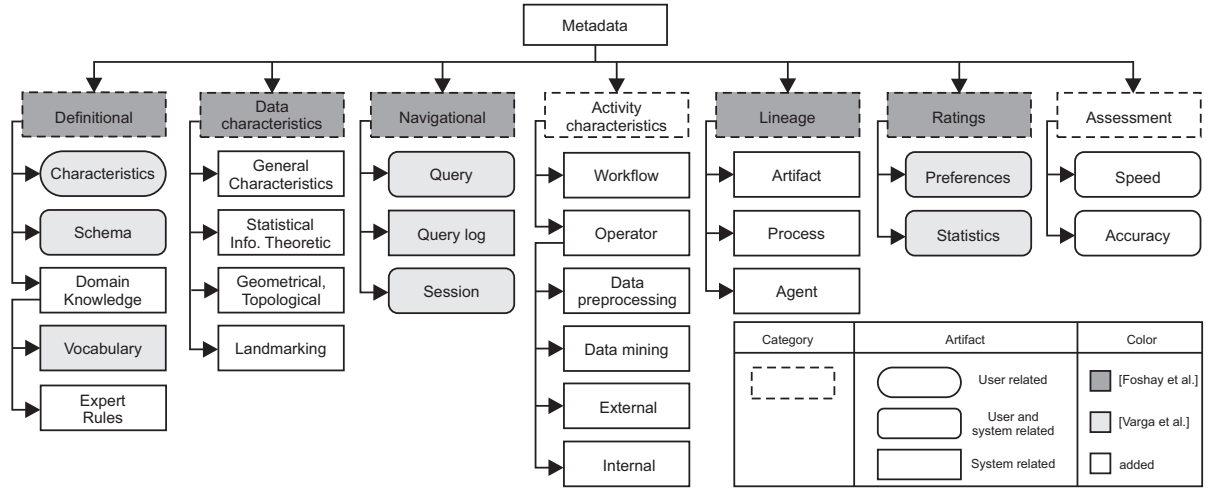 Metadata
Definitional
Characteristics
Schema
Domain
Knowledge
Vocabulary
Expert
Rules
Data
characteristics
General
Characteristics
Statistical
Info. Theoretic
Geometrical,
Topological
Landmarking
Navigational
Query
Query log
Session
Activity
characteristics
Workflow
Operator
Data
preprocessing
Data mining
External
Internal
Lineage
Artifact
Process
Agent
Ratings
Preferences
Statistics
Assessment
Speed
Accuracy
Category
Artifact
Color
User related
User and
system related
System related
[Foshay et al.]
[Varga et al.]
added